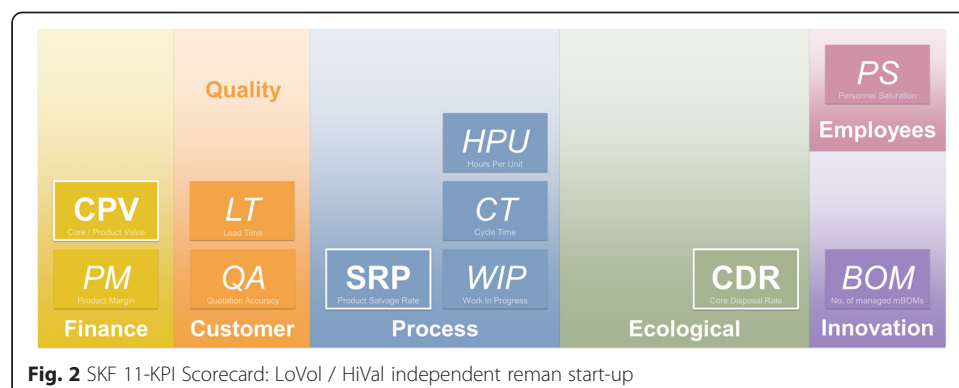 Quality
PS
Personnel Saturation
Employees
HPU
Hours Per Unit
CPV
Core / Product Value
LT
Lead Time
CT
Cycle Time
PM
Product Margin
QA
Quotation Accuracy
SRP
Product Salvage Rate
WIP
Work In Progress
CDR
Core Disposal Rate
BOM
No. of managed mBOMs
Finance
Customer
Process
Ecological
Innovation
Fig. 2 SKF 11-KPI Scorecard: LoVol / HiVal independent reman start-up